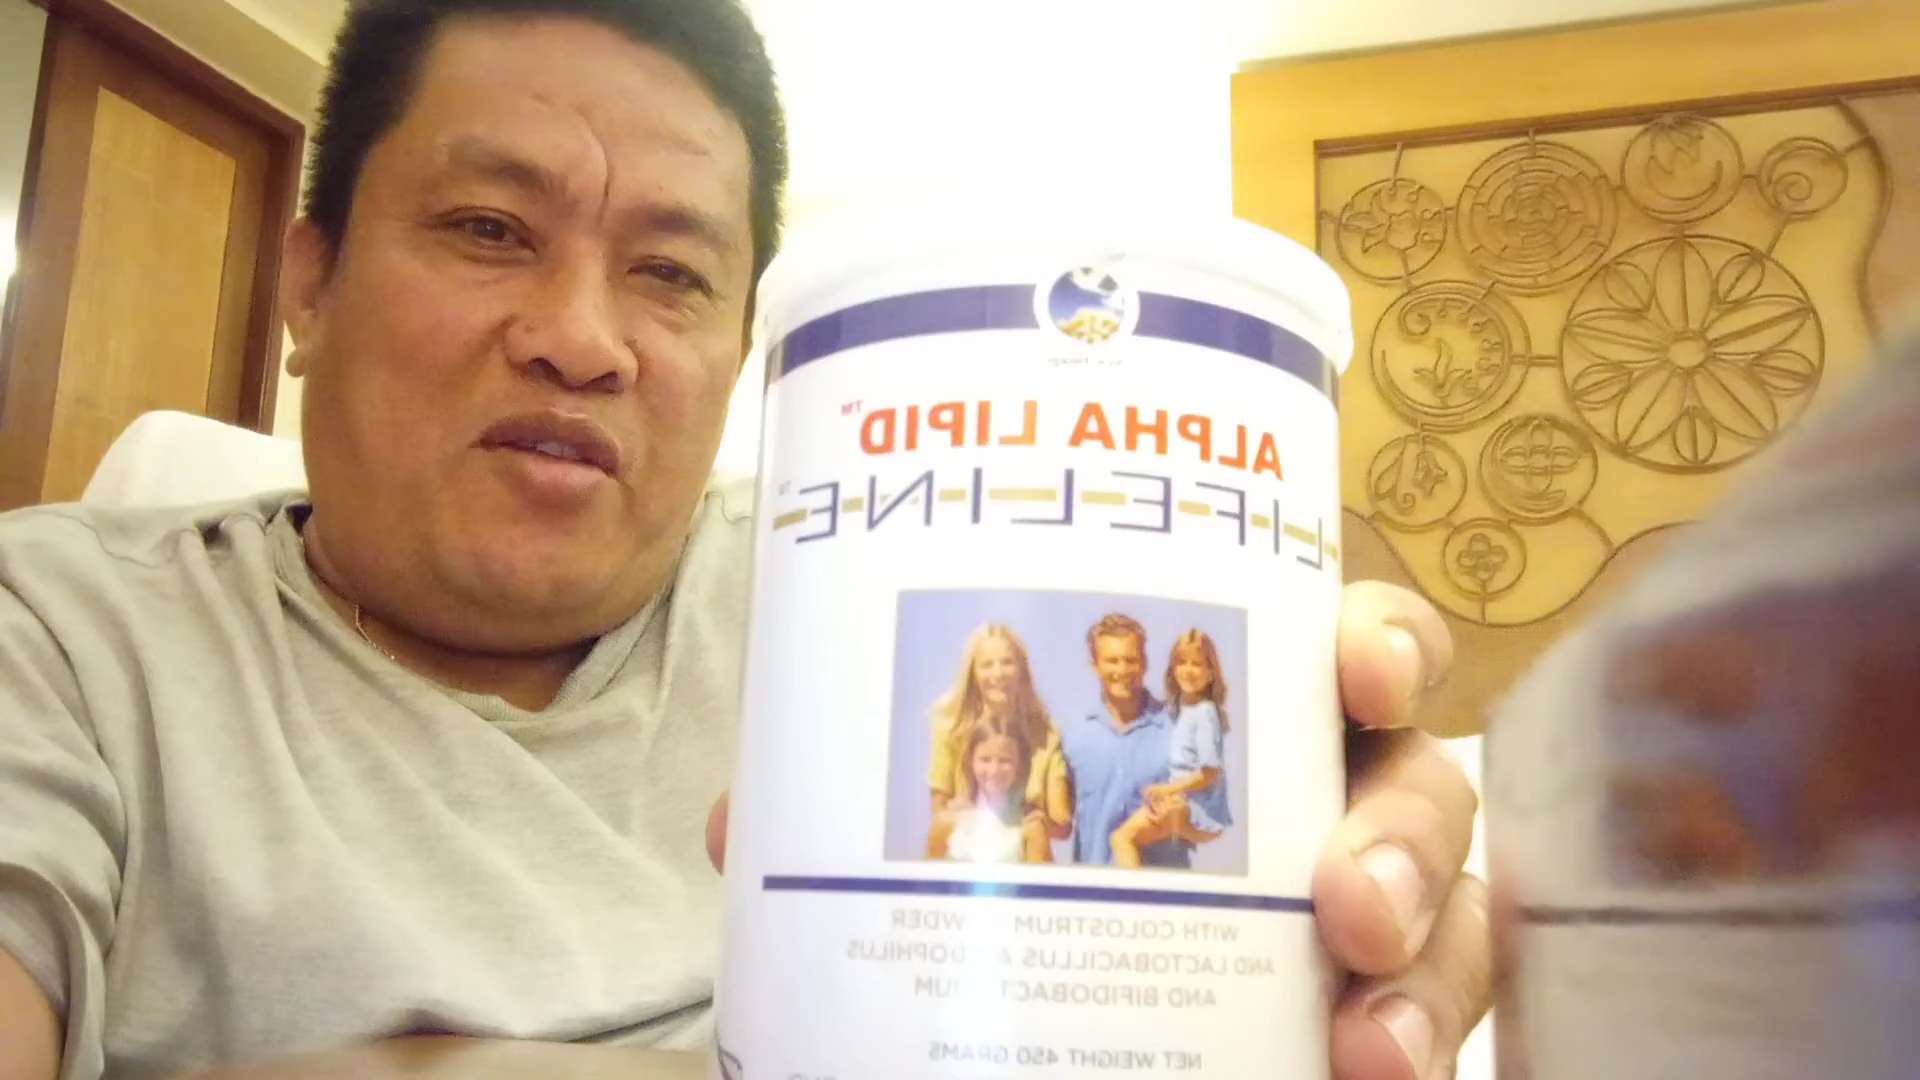 ALPHA LIPID™
LIFELINE™
WITH COLOSTRUM
AND LACTOBACILLUS
AND
NET WEIGHT 450 GRAMS